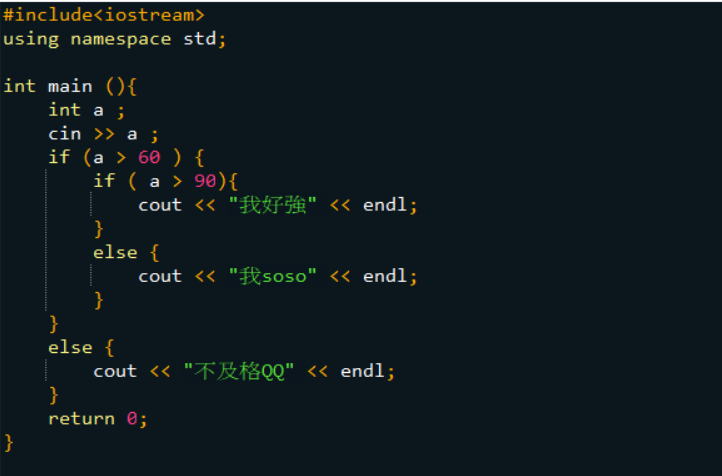 #include<iostream>
using namespace std;
int main (){
int a ;
cin >> a ;
if (a > 60 ) {
if ( a > 90){
cout << "我好強" << endl;
}
else {
cout << "我soso" << endl;
}
}
else {
cout << "不及格QQ" << endl;
}
return 0;
}